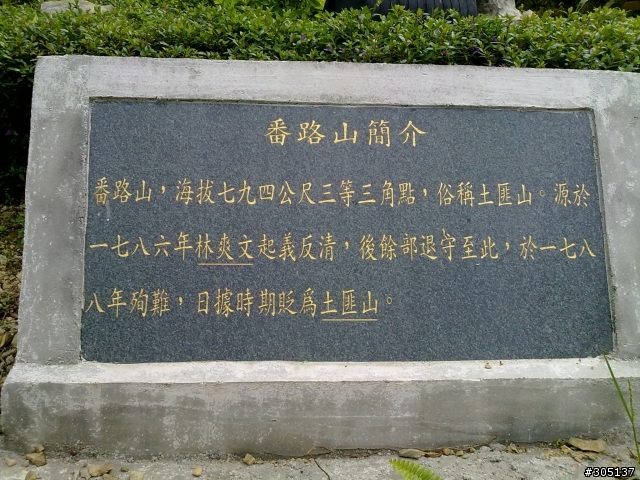 番路山簡介
番路山，海拔七九四公尺三等三角點，俗稱土匪山。源於
一七八六年林爽文起義反清，後餘部退守至此，於一七八
八年殉難，日據時期貶為土匪山。
#305137